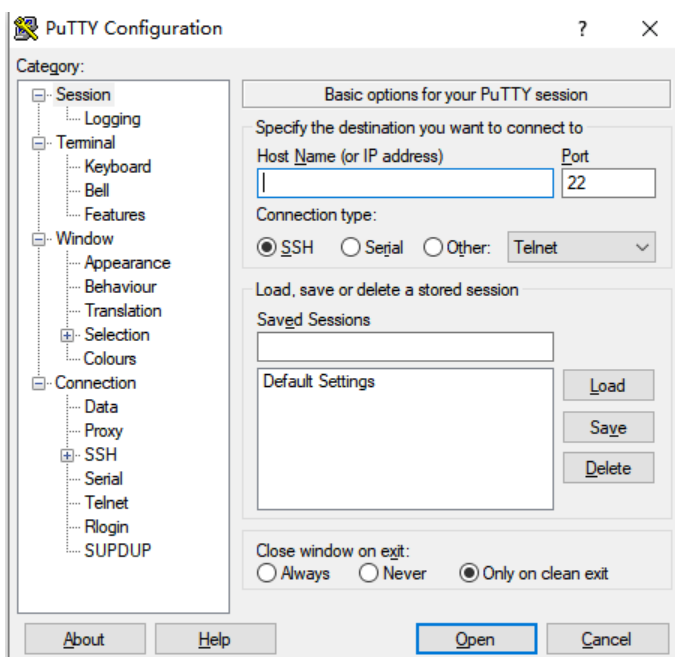 PuTTY Configuration ? ×
Category:
Session
Logging
Terminal
Keyboard
Bell
Features
Window
Appearance
Behaviour
Translation
Selection
Colours
Connection
Data
Proxy
SSH
Serial
Telnet
Rlogin
SUPDUP
Basic options for your PuTTY session
Specify the destination you want to connect to
Host Name (or IP address) Port
22
Connection type:
SSH Serial Other: Telnet
Load, save or delete a stored session
Saved Sessions
Default Settings
Load
Save
Delete
Close window on exit:
Always Never Only on clean exit
About Help Open Cancel